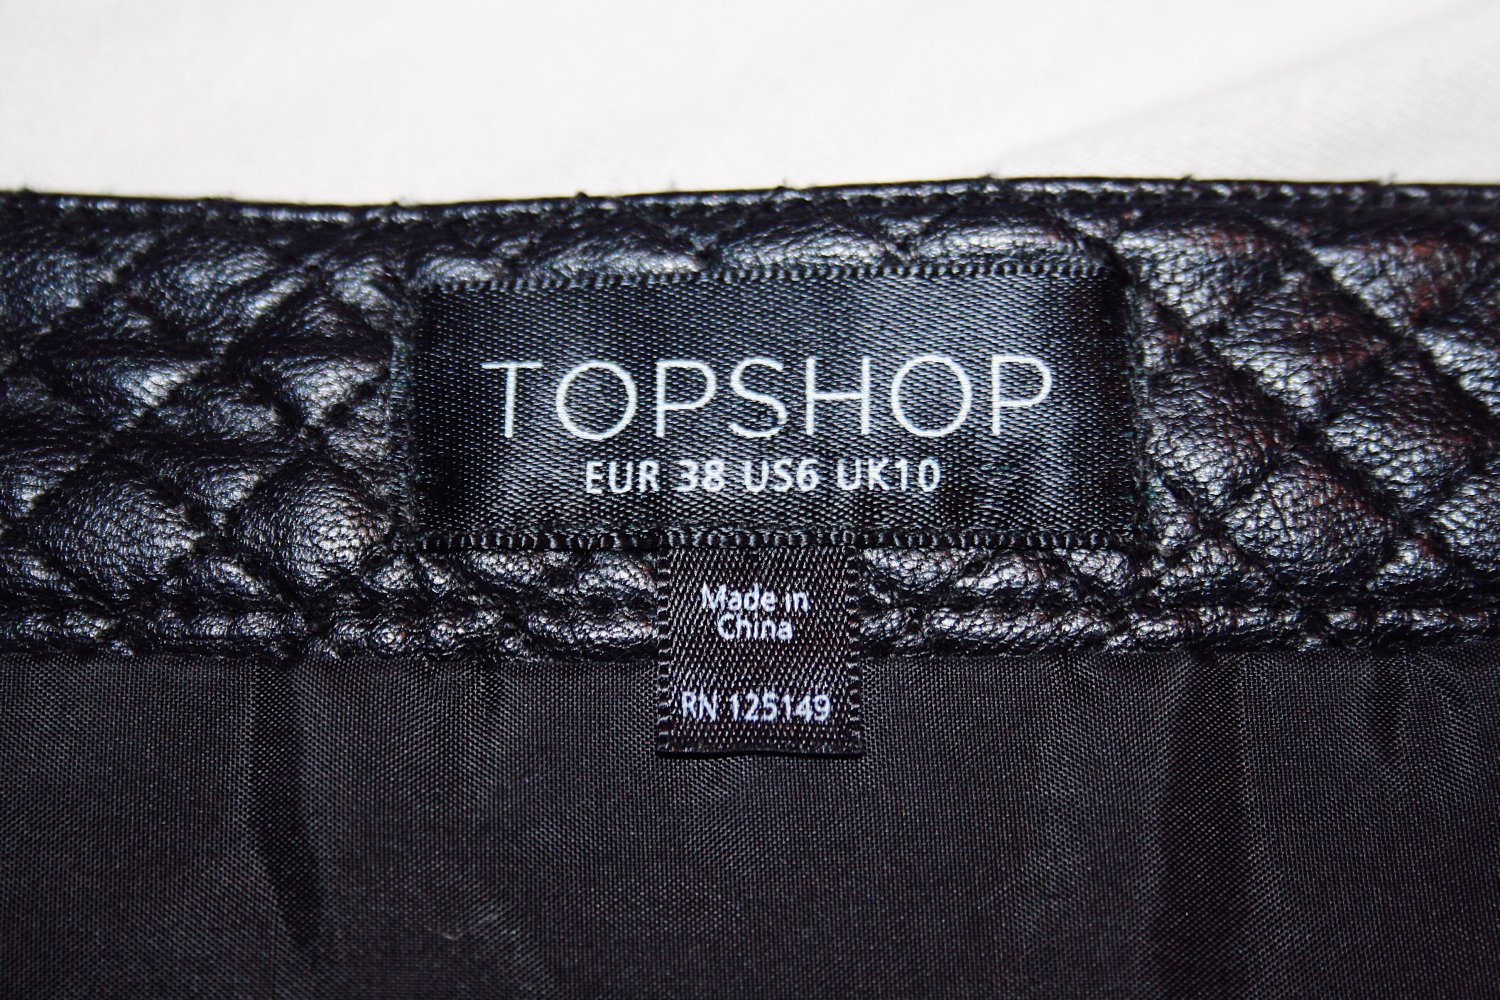 TOPSHOP
EUR 38 US6 UK10
Made in
China
RN 125149